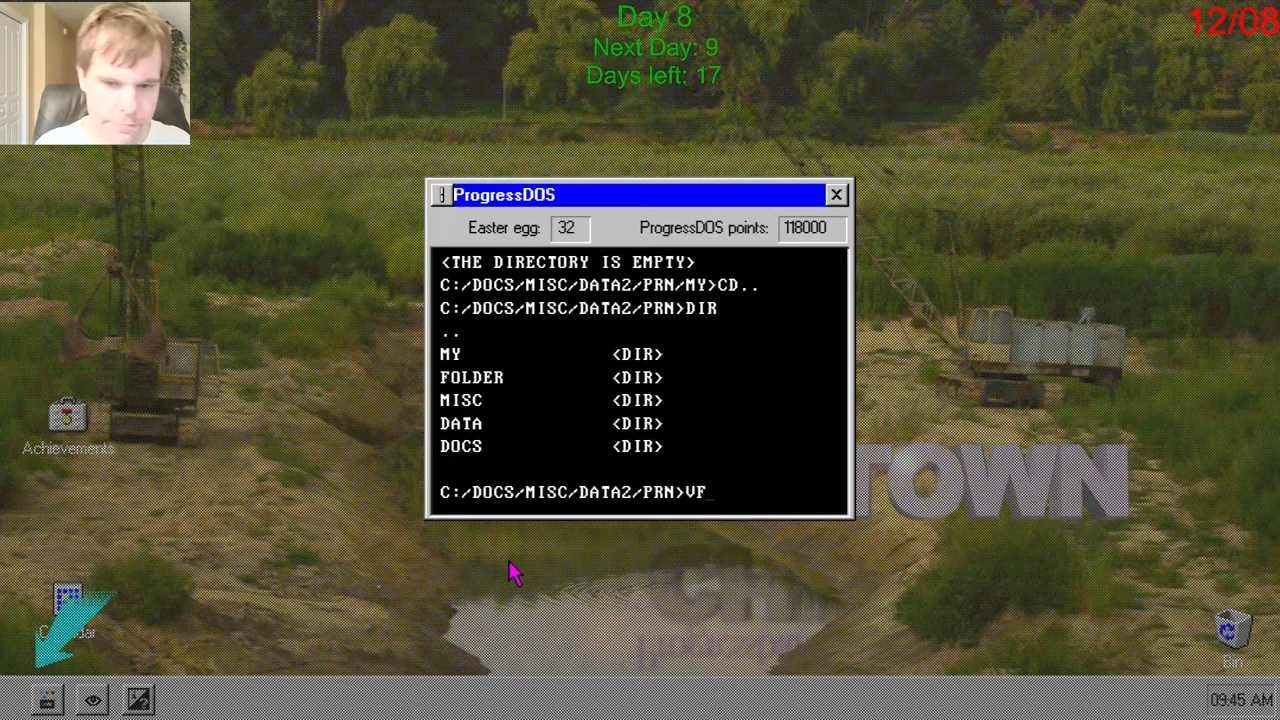 Day 8
Next Day: 9
Days left: 17
12/08
ProgressDOS
Easter egg: 32 ProgressDOS points: 118000
<THE DIRECTORY IS EMPTY>
C:/DOCS/MISC/DATA2/PRN/MY>CD..
C:/DOCS/MISC/DATA2/PRN>DIR
..
MY <DIR>
FOLDER <DIR>
MISC <DIR>
DATA <DIR>
DOCS <DIR>
C:/DOCS/MISC/DATA2/PRN>VF_
Achievements
TOWN
Bin
09:45 AM